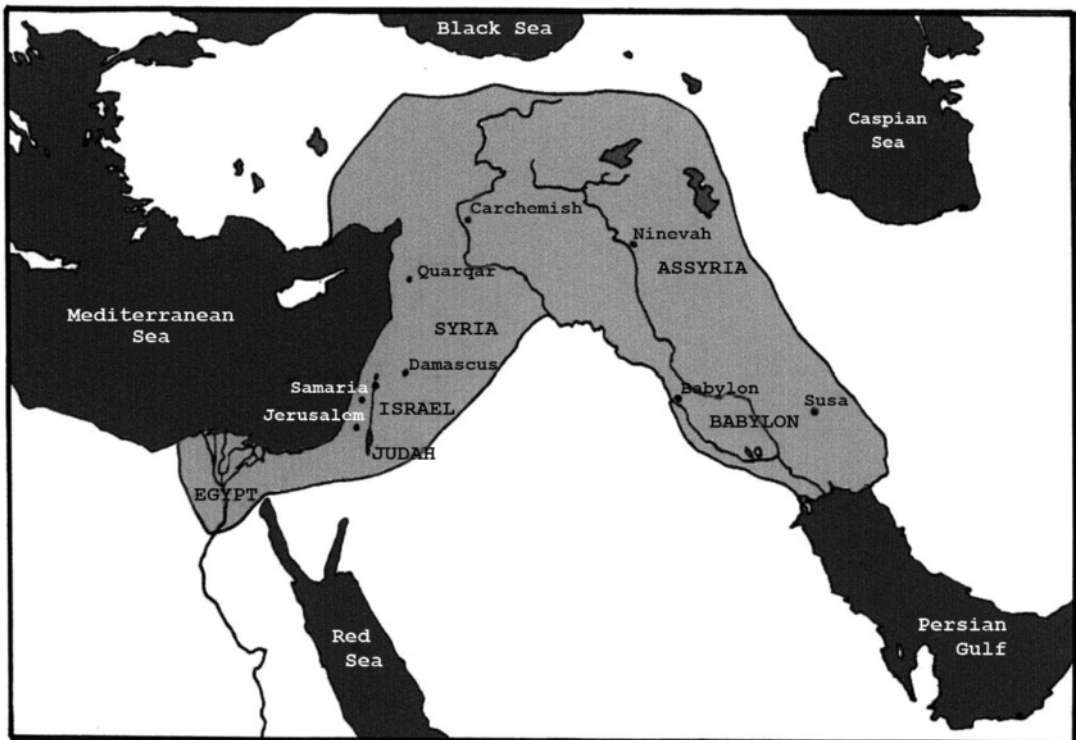 Black Sea
Caspian
Sea
Carchemish
Ninevah
ASSYRIA
Quarqar
Mediterranean
Sea
SYRIA
Damascus
Samaria
ISRAEL
Jerusalem
JUDAH
Babylon
BABYLON
Susa
EGYPT
Red
Sea
Persian
Gulf